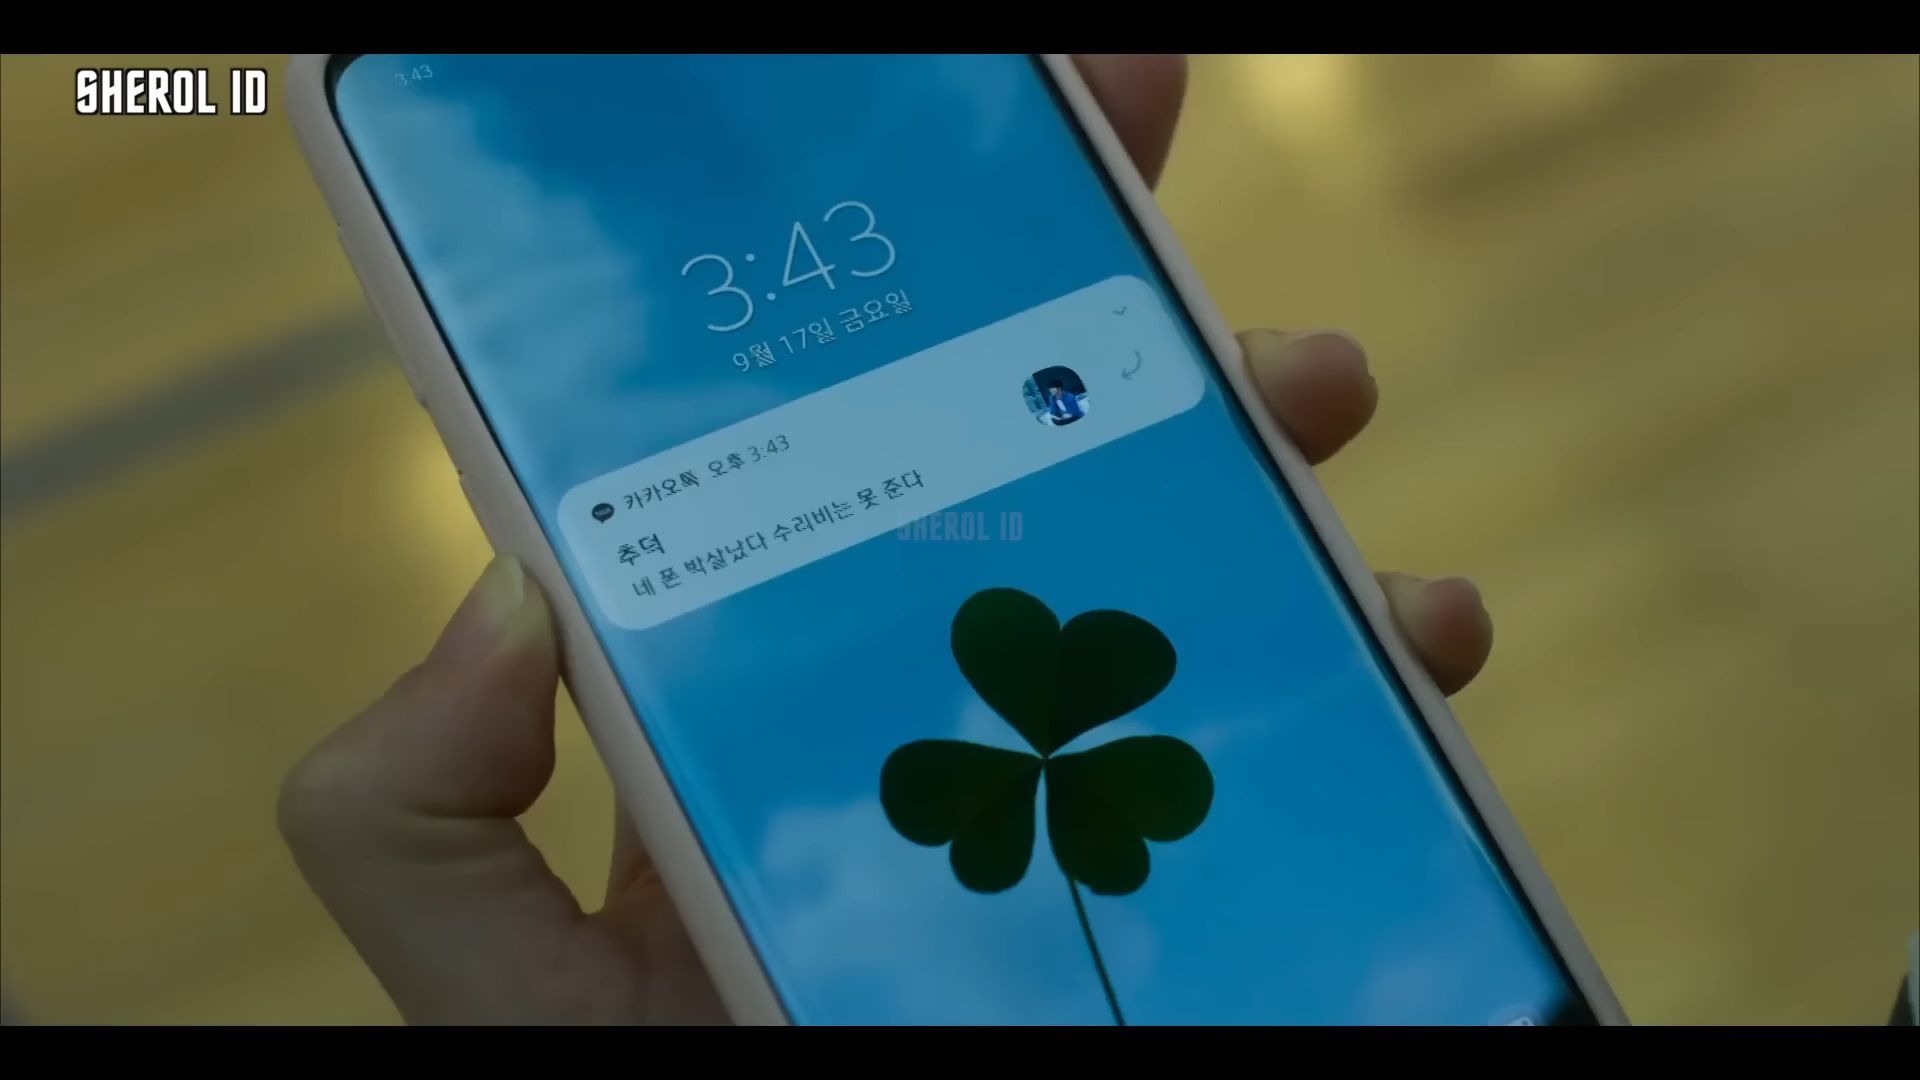 SHEROL ID
3:43
3:43
9월 17일 금요일
카카오톡 오후 3:43
추덕
네 폰 박살났다 수리비는 못 준다
SHEROL ID